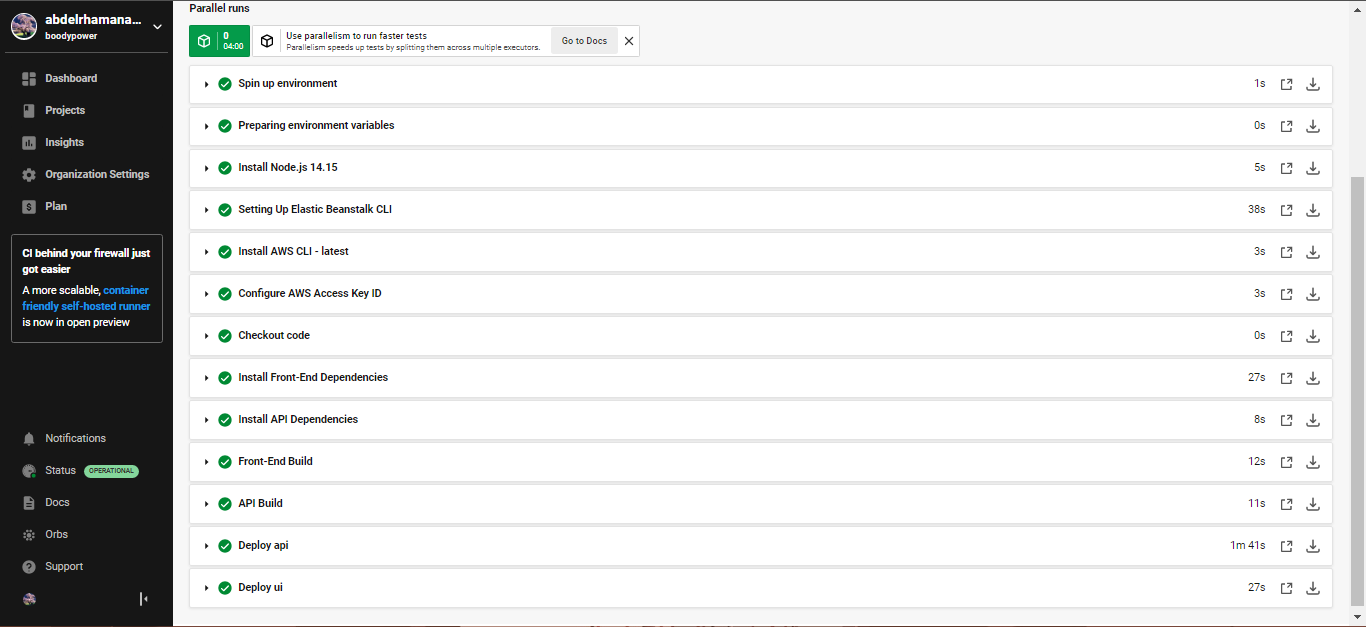 abdelrhamana...
boodypower
Dashboard
Projects
Insights
Organization Settings
Plan
CI behind your firewall just
got easier
A more scalable, container
friendly self-hosted runner
is now in open preview
Notifications
Status OPERATIONAL
Docs
Orbs
Support
Parallel runs
0
04:00
Use parallelism to run faster tests
Parallelism speeds up tests by splitting them across multiple executors.
Go to Docs
Spin up environment 1s
Preparing environment variables 0s
Install Node.js 14.15 5s
Setting Up Elastic Beanstalk CLI 38s
Install AWS CLI - latest 3s
Configure AWS Access Key ID 3s
Checkout code 0s
Install Front-End Dependencies 27s
Install API Dependencies 8s
Front-End Build 12s
API Build 11s
Deploy api 1m 41s
Deploy ui 27s